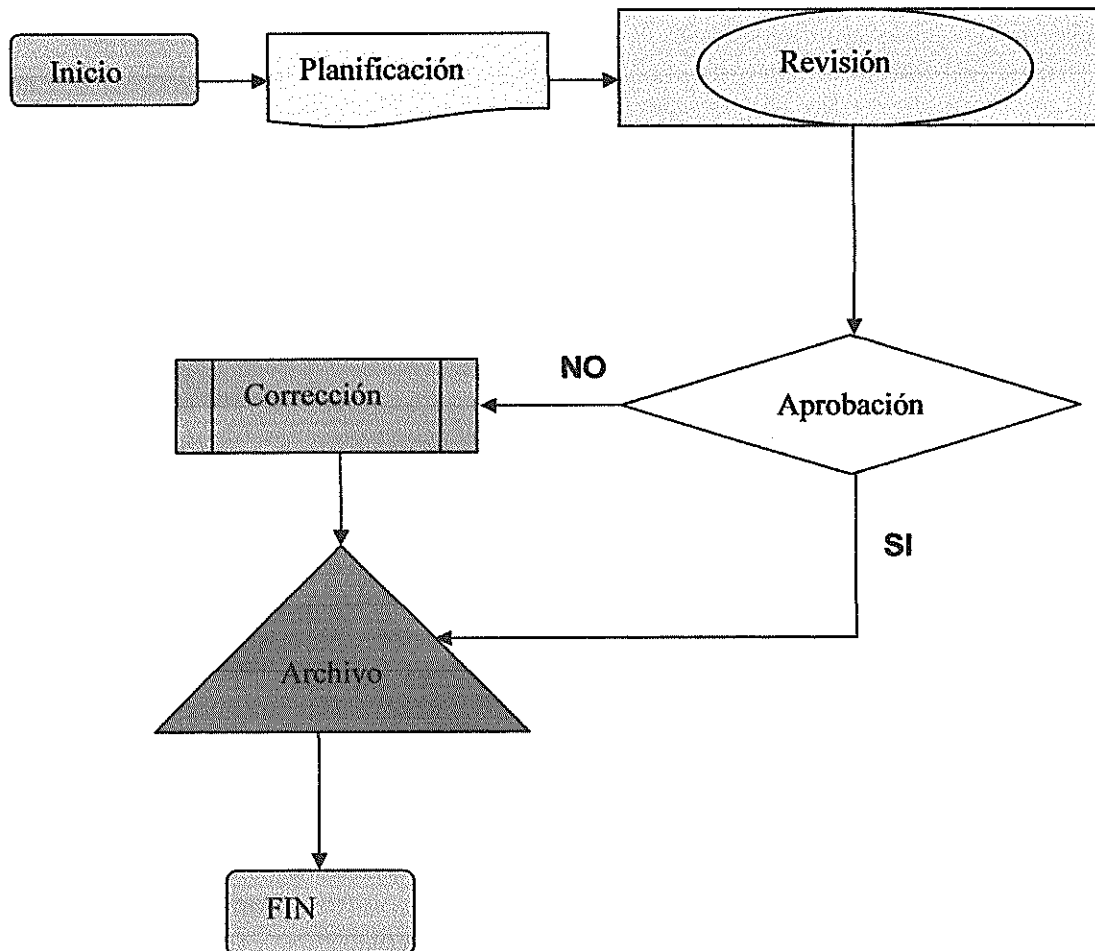 Inicio
Planificación
Revisión
NO
Corrección
Aprobación
SI
Archivo
FIN